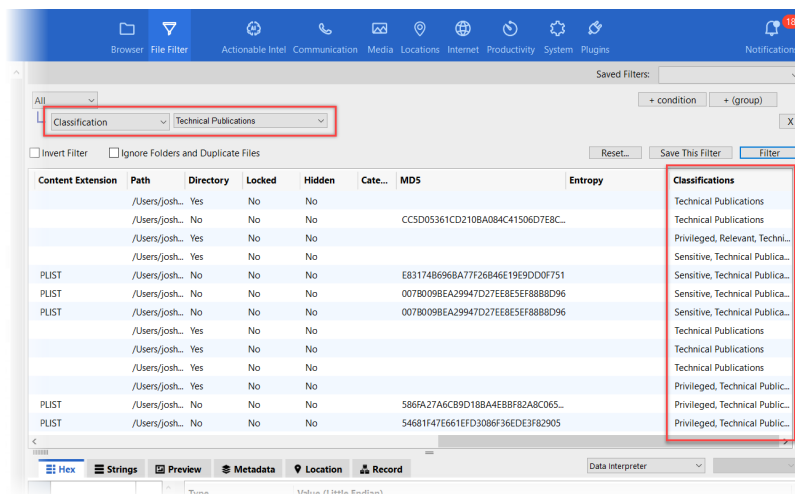 18
Browser File Filter Actionable Intel Communication Media Locations Internet Productivity System Plugins Notification
Saved Filters:
All + condition + (group)
Classification Technical Publications X
Invert Filter Ignore Folders and Duplicate Files Reset... Save This Filter Filter
Content Extension Path Directory Locked Hidden Cate... MD5 Entropy Classifications
/Users/josh... Yes No No Technical Publications
/Users/josh... No No No CC5D05361CD210BA084C41506D7E8C... Technical Publications
/Users/josh... Yes No No Privileged, Relevant, Techni...
/Users/josh... Yes No No Sensitive, Technical Publica...
PLIST /Users/josh... No No No E83174B696BA77F26B46E19E9DD0F751 Sensitive, Technical Publica...
PLIST /Users/josh... No No No 007B009BEA29947D27EE8E5EF88B8D96 Sensitive, Technical Publica...
PLIST /Users/josh... No No No 007B009BEA29947D27EE8E5EF88B8D96 Sensitive, Technical Publica...
/Users/josh... Yes No No Technical Publications
/Users/josh... Yes No No Technical Publications
/Users/josh... Yes No No Technical Publications
/Users/josh... Yes No No Privileged, Technical Public...
PLIST /Users/josh... No No No 586FA27A6CB9D18BA4EBBF82A8C065... Privileged, Technical Public...
PLIST /Users/josh... No No No 54681F47E661EFD3086F36EDE3F82905 Privileged, Technical Public...
Hex Strings Preview Metadata Location Record Data Interpreter
Type Value (Little Endian)